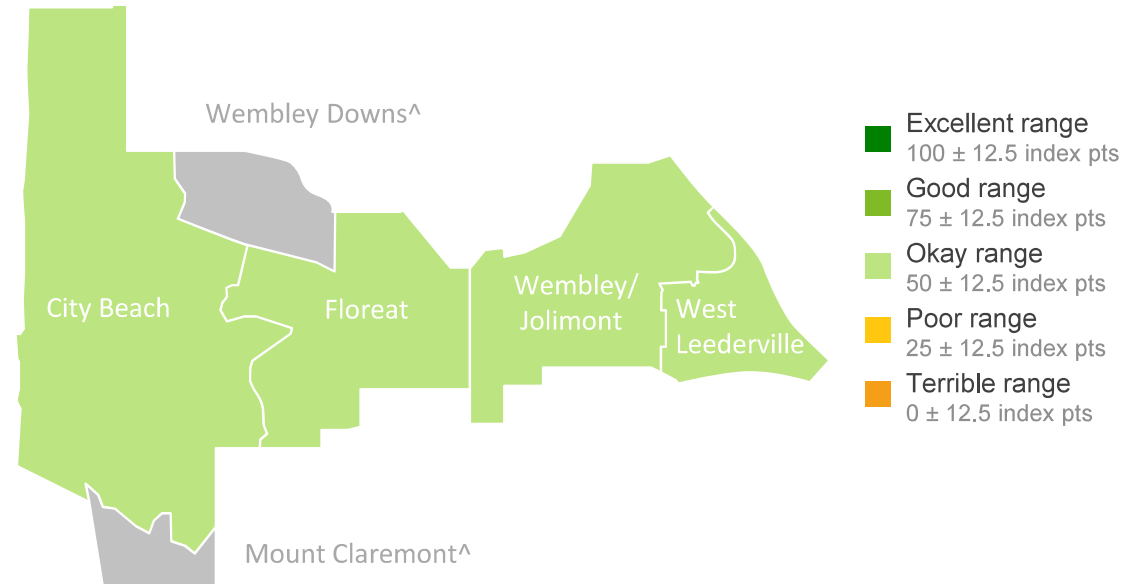 Wembley Downs^
City Beach
Floreat
Wembley/
Jolimont
West
Leederville
Mount Claremont^
Excellent range
100 ± 12.5 index pts
Good range
75 ± 12.5 index pts
Okay range
50 ± 12.5 index pts
Poor range
25 ± 12.5 index pts
Terrible range
0 ± 12.5 index pts